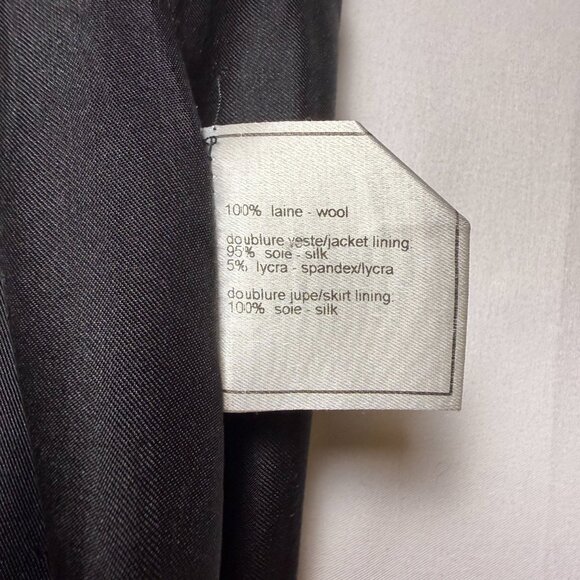 100% laine - wool
doublure veste/jacket lining:
95% soie - silk
5% lycra - spandex/lycra
doublure jupe/skirt lining:
100% soie - silk